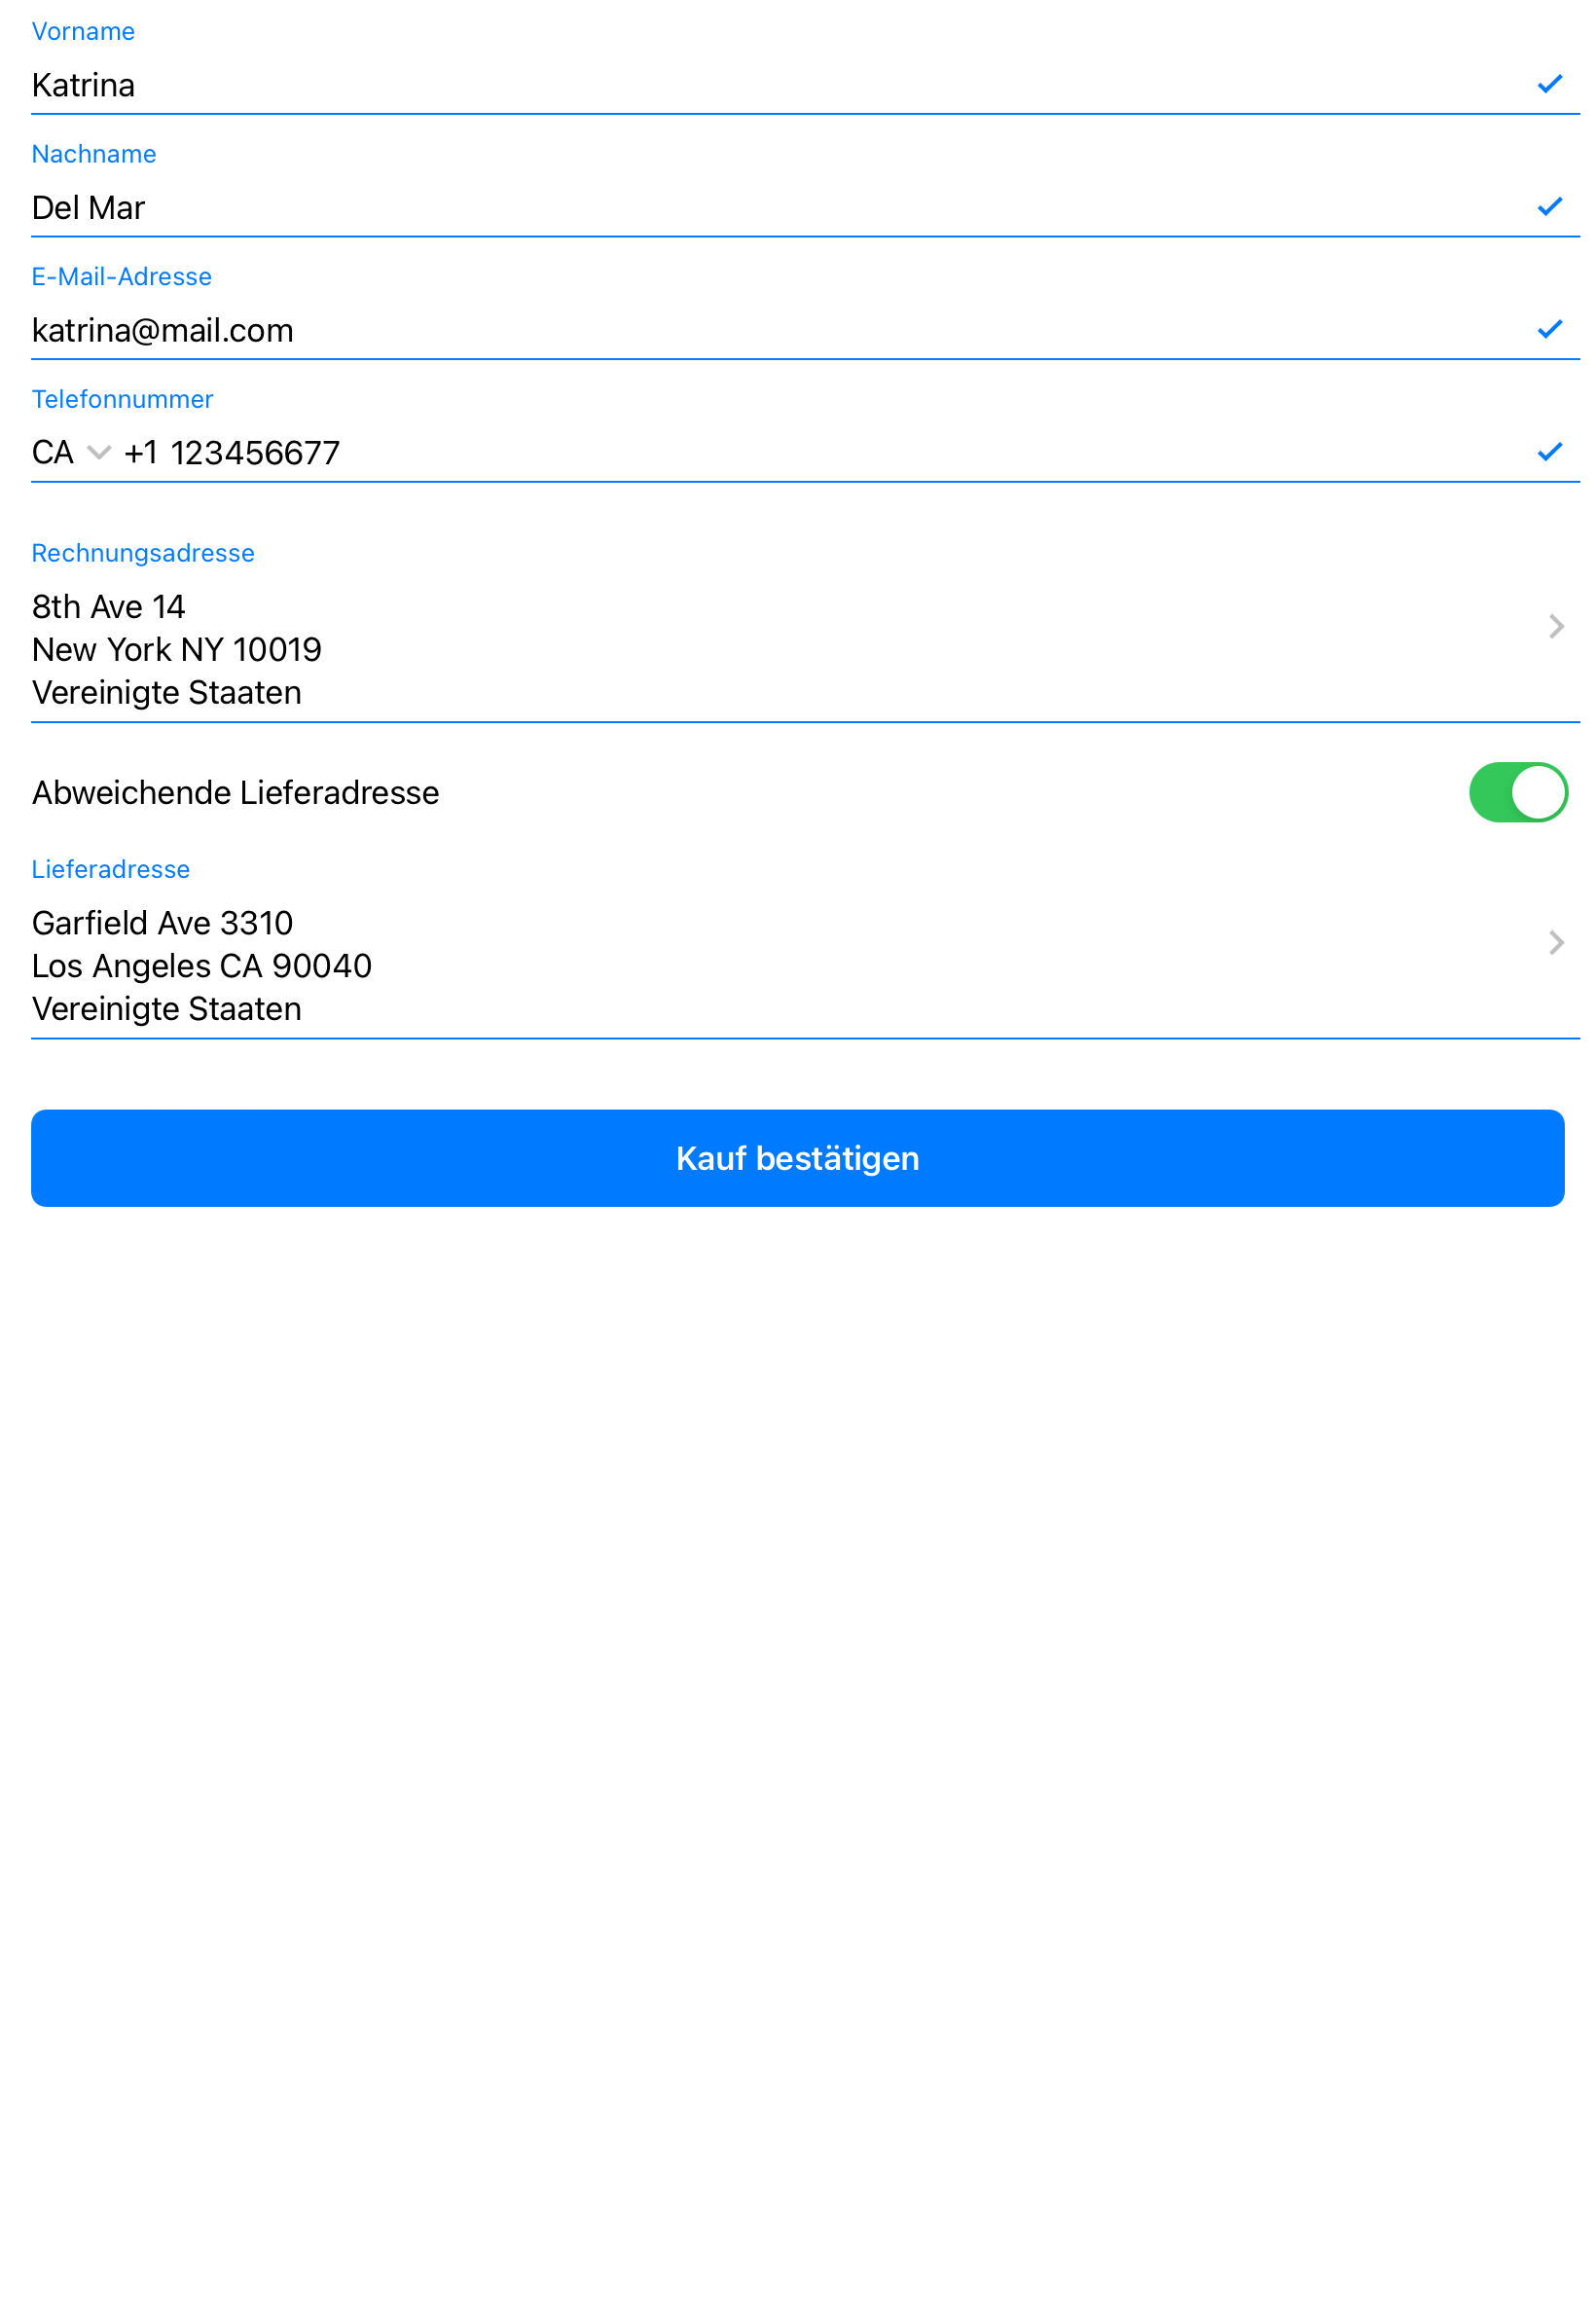 Vorname
Katrina
Nachname
Del Mar
E-Mail-Adresse
katrina@mail.com
Telefonnummer
CA +1 123456677
Rechnungsadresse
8th Ave 14
New York NY 10019
Vereinigte Staaten
Abweichende Lieferadresse
Lieferadresse
Garfield Ave 3310
Los Angeles CA 90040
Vereinigte Staaten
Kauf bestätigen